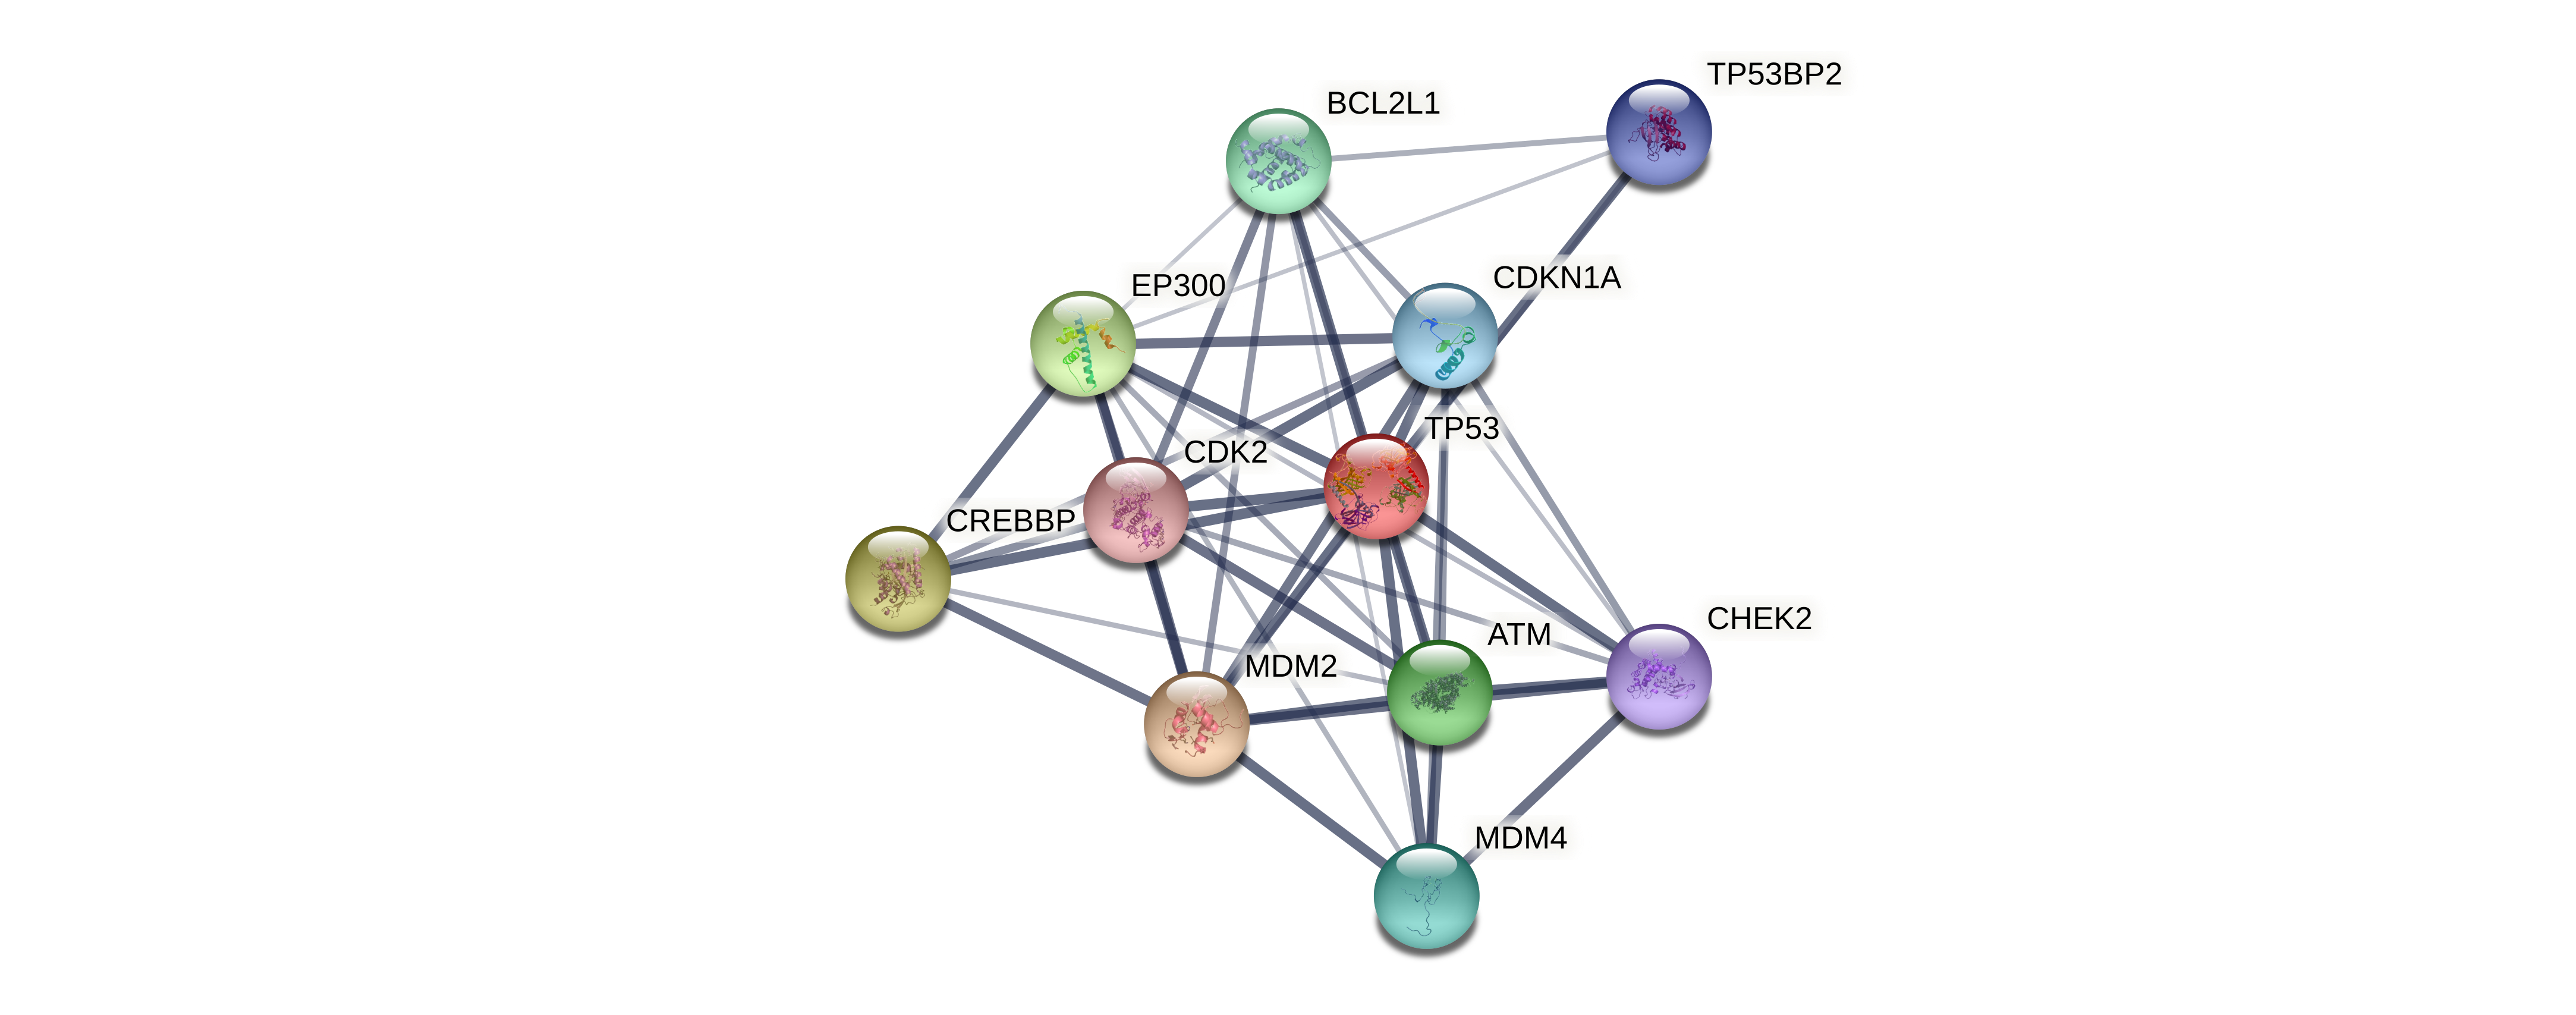 TP53BP2
BCL2L1
CDKN1A
EP300
TP53
CDK2
CREBBP
CHEK2
ATM
MDM2
MDM4